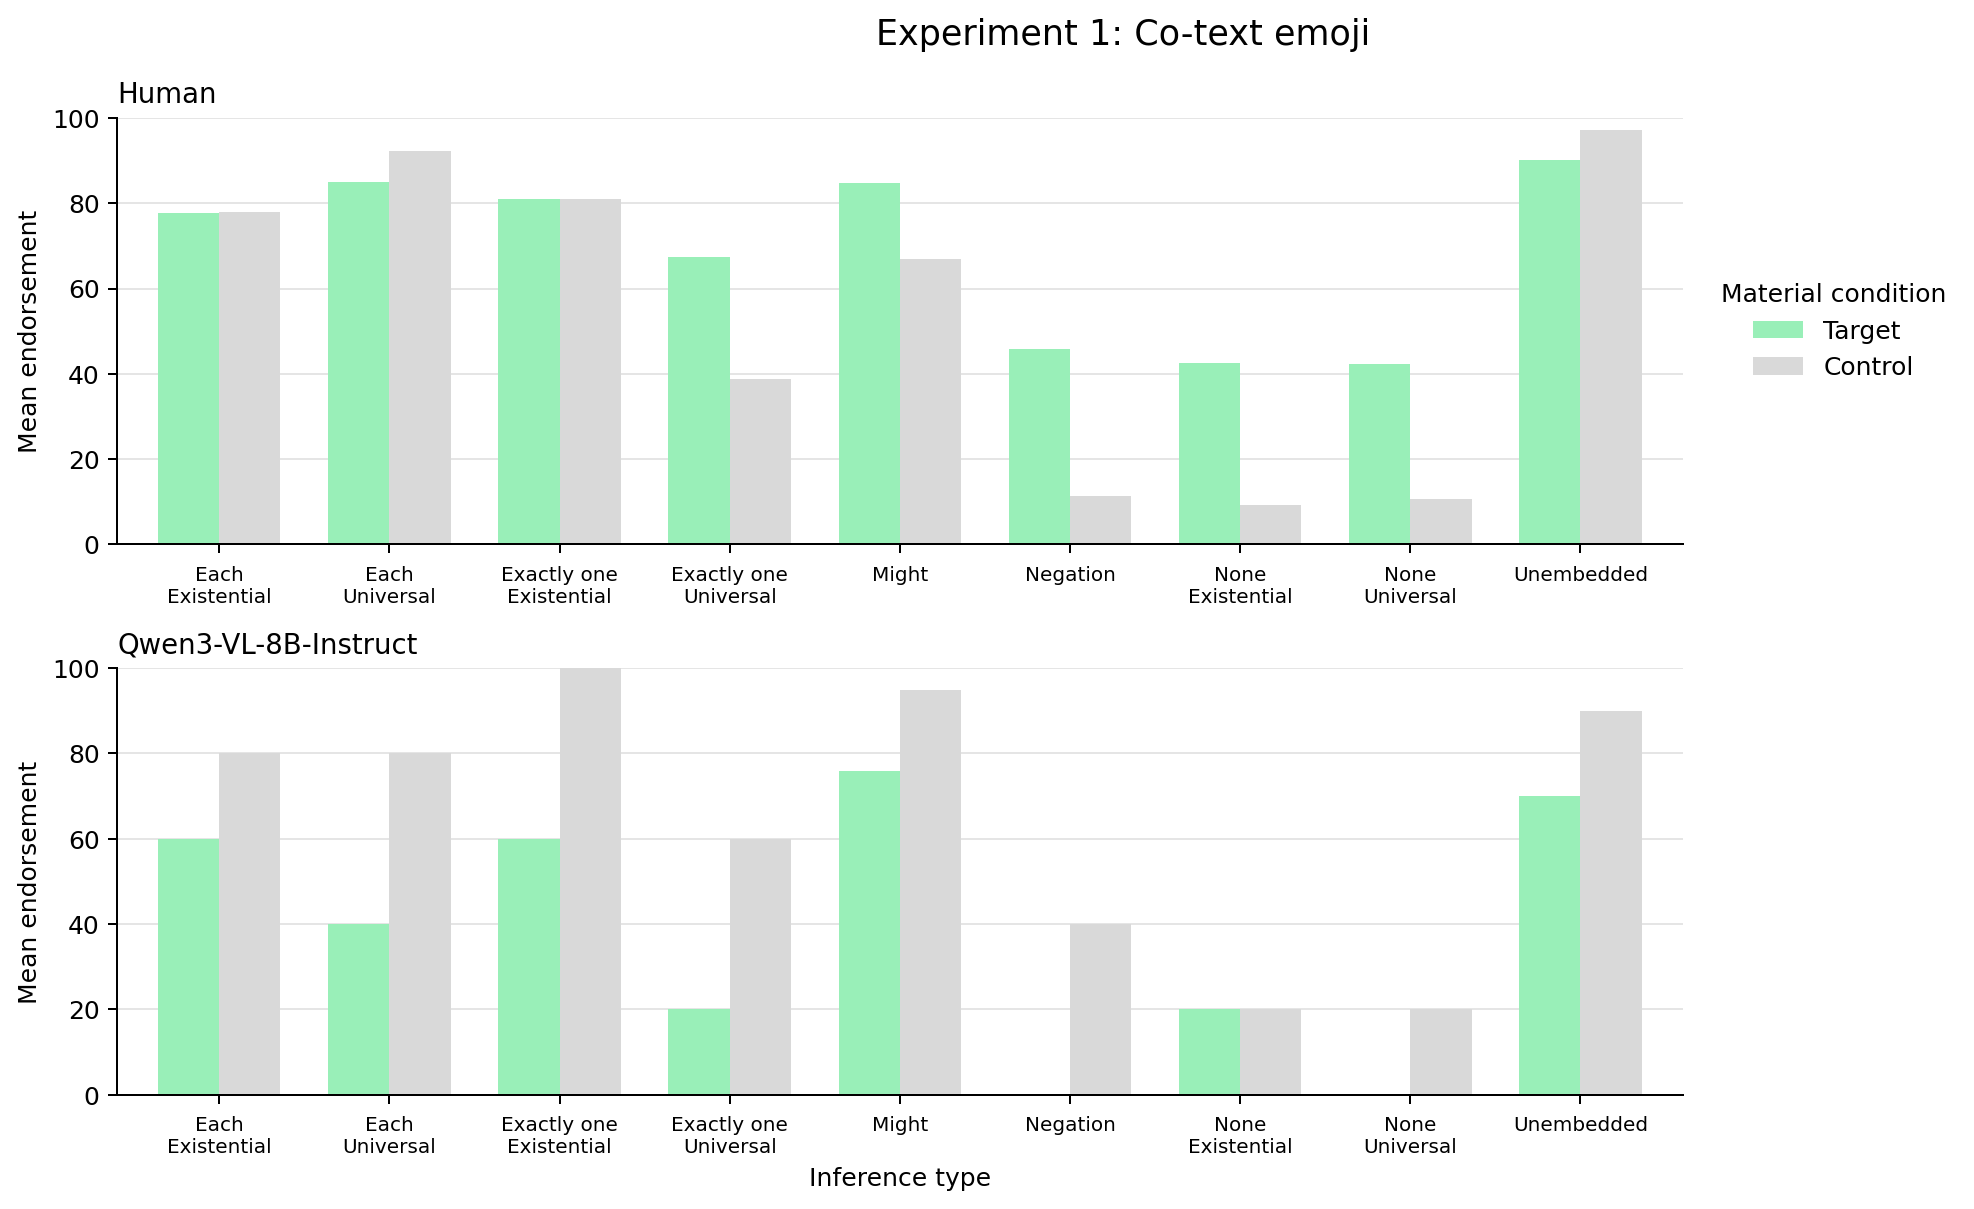 Experiment 1: Co-text emoji
Human
Mean endorsement
100
80
60
40
20
0
Each Existential
Each Universal
Exactly one Existential
Exactly one Universal
Might
Negation
None Existential
None Universal
Unembedded
Material condition
Target
Control
Qwen3-VL-8B-Instruct
Mean endorsement
100
80
60
40
20
0
Each Existential
Each Universal
Exactly one Existential
Exactly one Universal
Might
Negation
None Existential
None Universal
Unembedded
Inference type